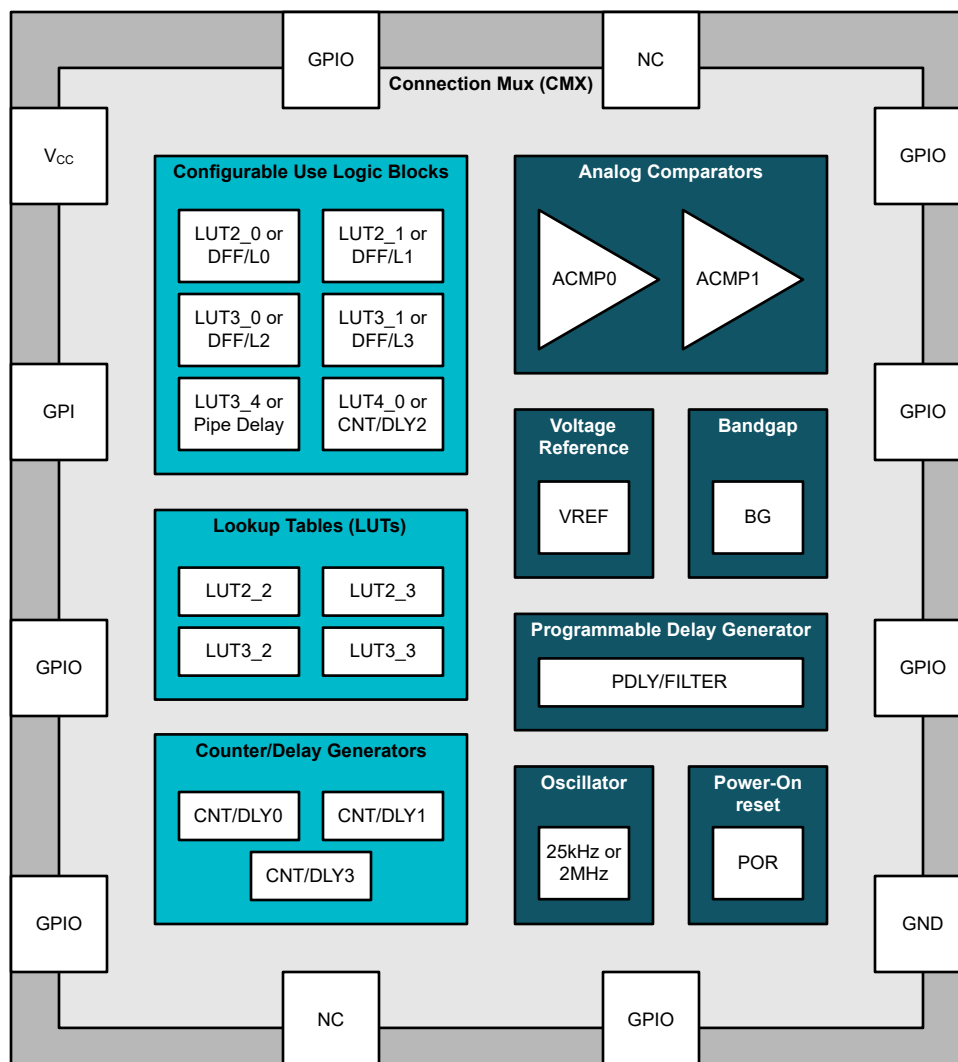 GPIO
NC
Connection Mux (CMX)
VCC
GPIO
Configurable Use Logic Blocks
LUT2_0 or
DFF/L0
LUT2_1 or
DFF/L1
LUT3_0 or
DFF/L2
LUT3_1 or
DFF/L3
LUT3_4 or
Pipe Delay
LUT4_0 or
CNT/DLY2
Analog Comparators
ACMP0
ACMP1
GPI
GPIO
Voltage
Reference
VREF
Bandgap
BG
Lookup Tables (LUTs)
LUT2_2
LUT2_3
LUT3_2
LUT3_3
Programmable Delay Generator
PDLY/FILTER
GPIO
GPIO
Counter/Delay Generators
CNT/DLY0
CNT/DLY1
CNT/DLY3
Oscillator
25kHz or
2MHz
Power-On
reset
POR
GPIO
GND
NC
GPIO